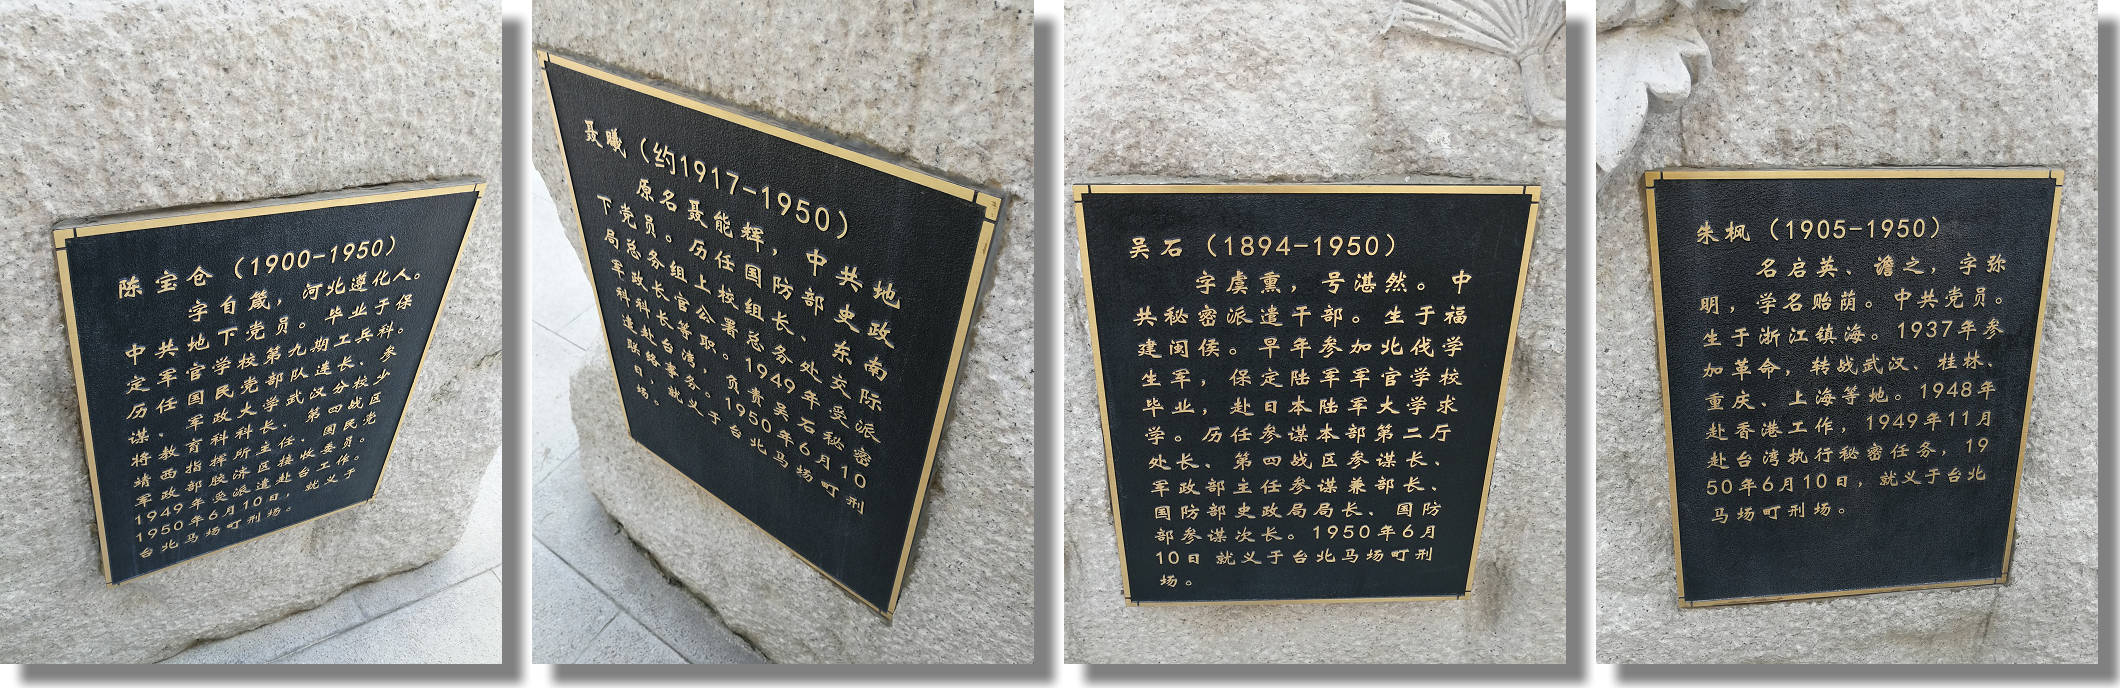 陈宝仓（1900-1950）
字自箴，河北遵化人。
中共地下党员。毕业于保
定军官学校第九期工兵科。
历任国民党部队连长、参
谋、军政大学武汉分校少
将教育科科长、第四战区
靖西指挥所主任、国民党
军政部胶济区接收委员。
1949年受派遣赴台工作。
1950年6月10日，就义于
台北马场町刑场。
聂曦（约1917-1950）
原名聂能辉，中共地
下党员。历任国防部史政
局总务组上校组长、东南
军政长官公署总务处交际
科科长等职。1949年受派
遣赴台湾，负责吴石秘密
联络事务。1950年6月10
日，就义于台北马场町刑
场。
吴石（1894-1950）
字虞熏，号湛然。中
共秘密派遣干部。生于福
建闽侯。早年参加北伐学
生军，保定陆军军官学校
毕业，赴日本陆军大学求
学。历任参谋本部第二厅
处长、第四战区参谋长、
军政部主任参谋兼部长、
国防部史政局局长、国防
部参谋次长。1950年6月
10日就义于台北马场町刑
场。
朱枫（1905-1950）
名启英、谵之，字弥
明，学名贻荫。中共党员。
生于浙江镇海。1937年参
加革命，转战武汉、桂林、
重庆、上海等地。1948年
赴香港工作，1949年11月
赴台湾执行秘密任务，19
50年6月10日，就义于台北
马场町刑场。